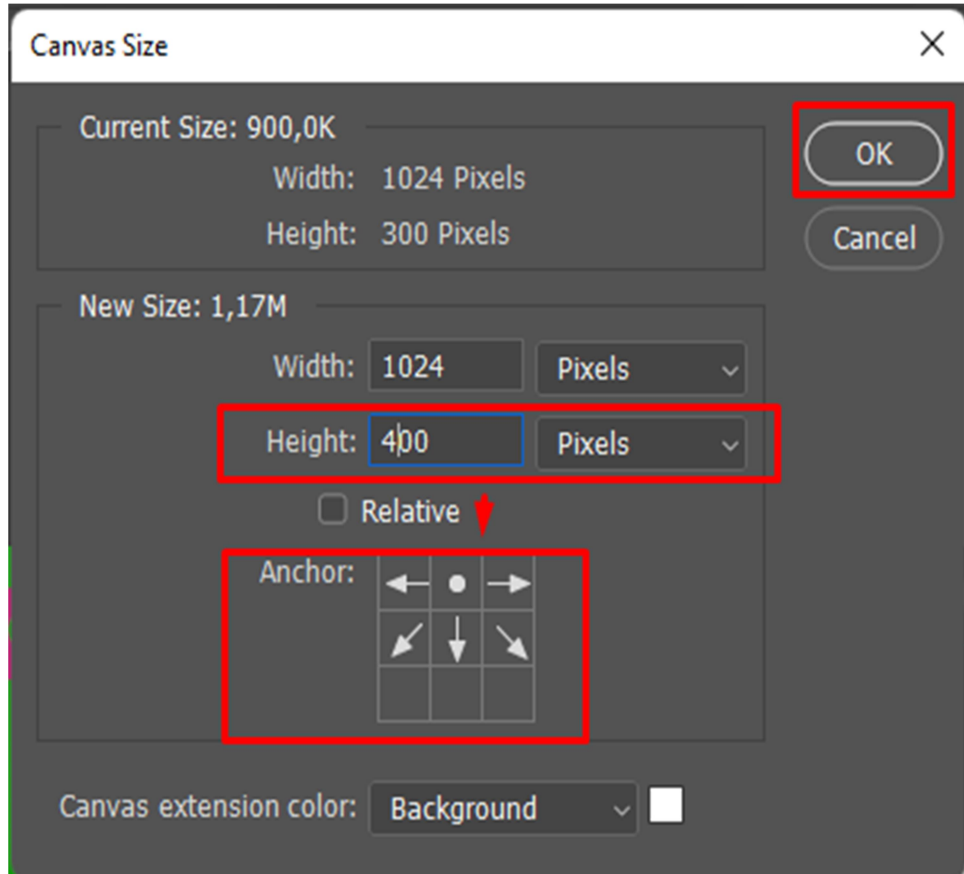 Canvas Size
Current Size: 900,0K
OK
Width: 1024 Pixels
Height: 300 Pixels
Cancel
New Size: 1,17M
Width: 1024 Pixels
Height: 400 Pixels
Relative
Anchor:
Canvas extension color: Background